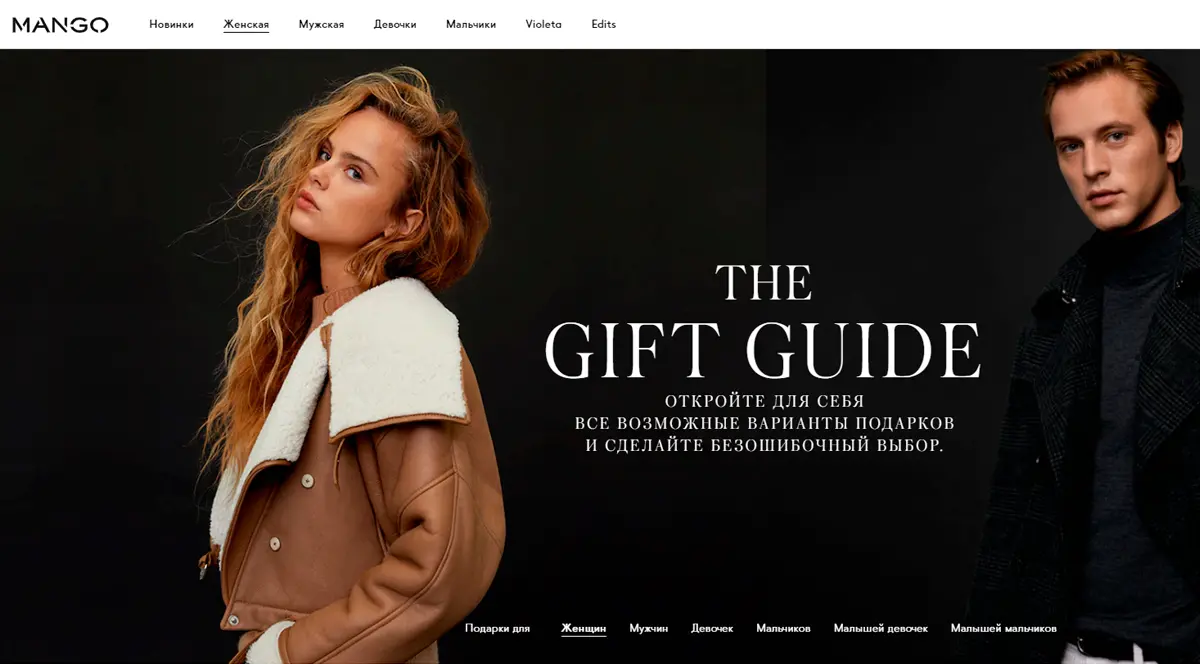 MANGO Новинки Женская Мужская Девочки Мальчики Violeta Edits
THE
GIFT GUIDE
ОТКРОЙТЕ ДЛЯ СЕБЯ
ВСЕ ВОЗМОЖНЫЕ ВАРИАНТЫ ПОДАРКОВ
И СДЕЛАЙТЕ БЕЗОШИБОЧНЫЙ ВЫБОР.
Подарки для Женщин Мужчин Девочек Мальчиков Малышей девочек Малышей мальчиков